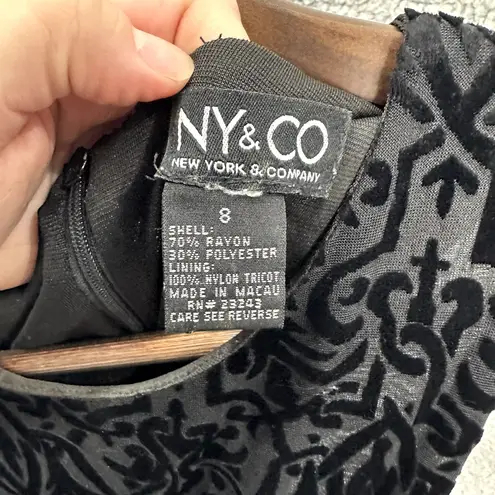 NY & CO
NEW YORK & COMPANY
8
SHELL:
70% RAYON
30% POLYESTER
LINING:
100% NYLON TRICOT
MADE IN MACAU
RN# 23243
CARE SEE REVERSE